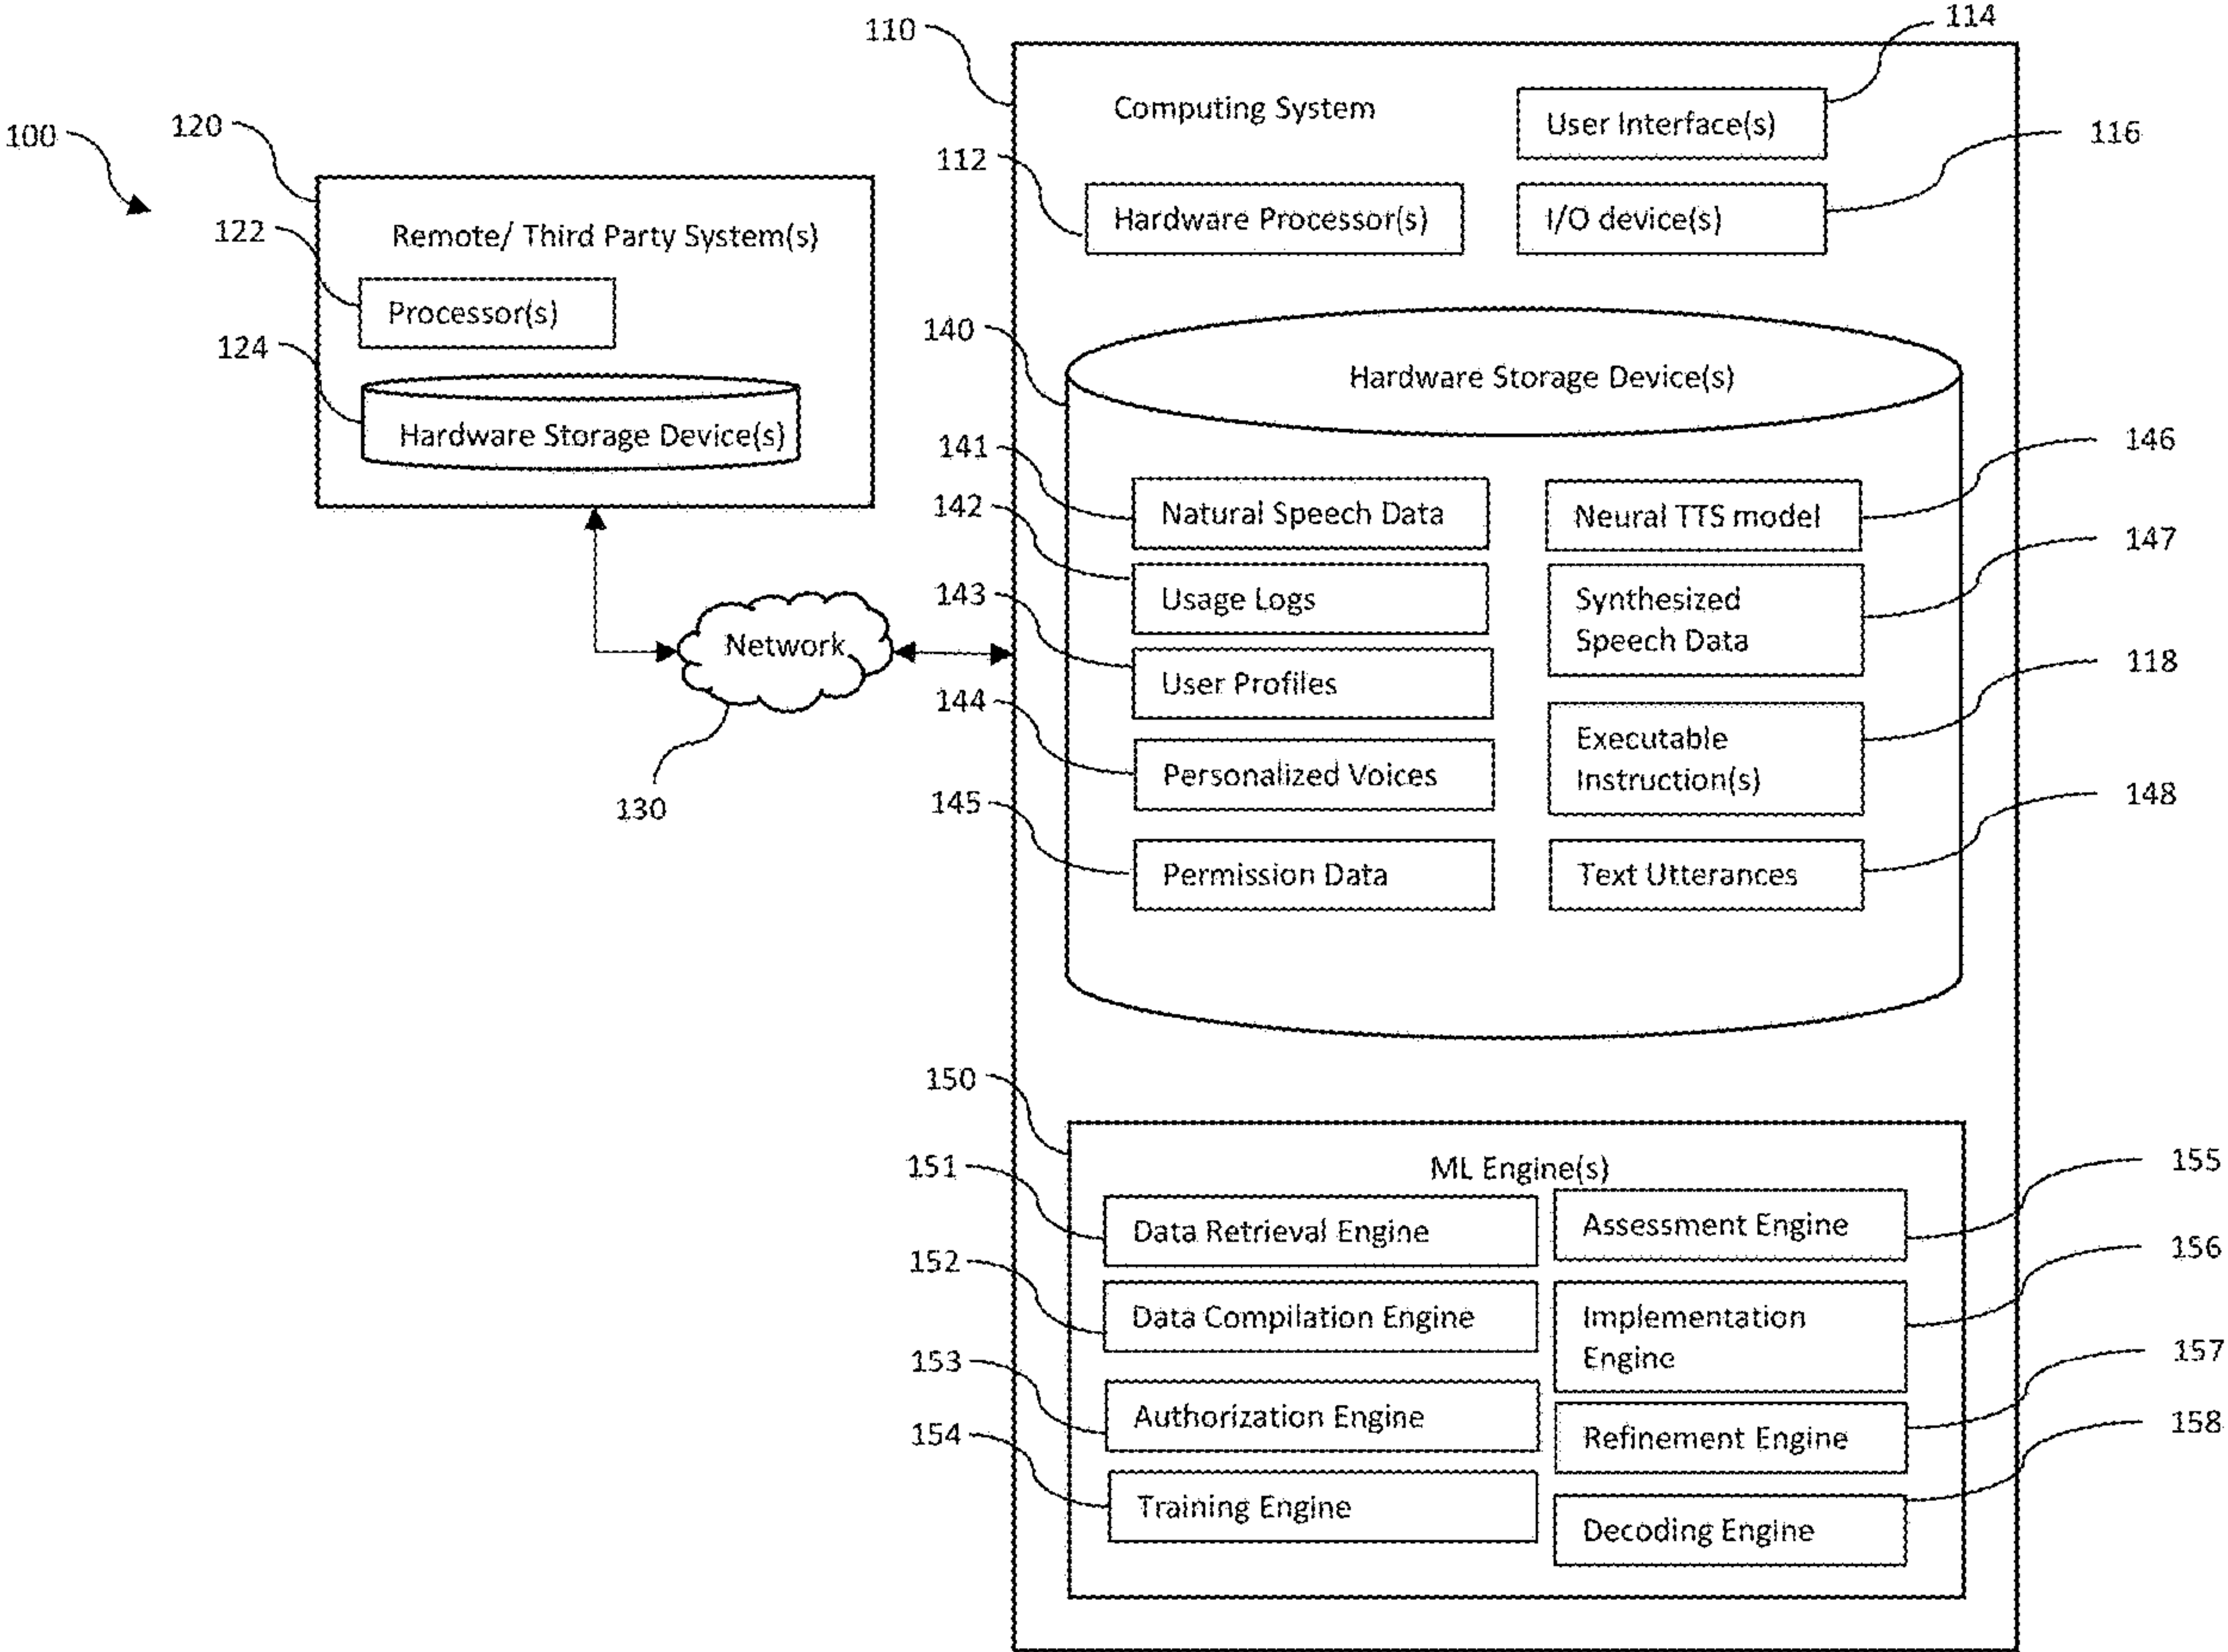 100
120
Remote/ Third Party System(s)
122
Processor(s)
124
Hardware Storage Device(s)
Network
130
110
Computing System
114
User Interface(s)
112
Hardware Processor(s)
116
I/O device(s)
140
Hardware Storage Device(s)
141
Natural Speech Data
142
Usage Logs
143
User Profiles
144
Personalized Voices
145
Permission Data
146
Neural TTS model
147
Synthesized
Speech Data
118
Executable
Instruction(s)
148
Text Utterances
150
ML Engine(s)
151
Data Retrieval Engine
152
Data Compilation Engine
153
Authorization Engine
154
Training Engine
155
Assessment Engine
156
Implementation
Engine
157
Refinement Engine
158
Decoding Engine